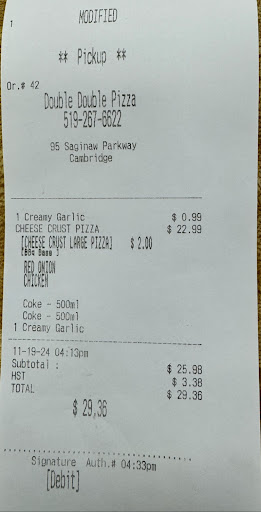 1
MODIFIED
** Pickup **
Or.# 42
Double Double Pizza
519-267-6622
95 Saginaw Parkway
Cambridge
1 Creamy Garlic $ 0.99
CHEESE CRUST PIZZA $ 22.99
[CHEESE CRUST LARGE PIZZA] $ 2.00
[BBQ Base ]
RED ONION
CHICKEN
Coke - 500ml
Coke - 500ml
1 Creamy Garlic
11-19-24 04:13pm
Subtotal : $ 25.98
HST $ 3.38
TOTAL $ 29.36
$ 29,36
Signature Auth.# 04:33pm
[Debit]